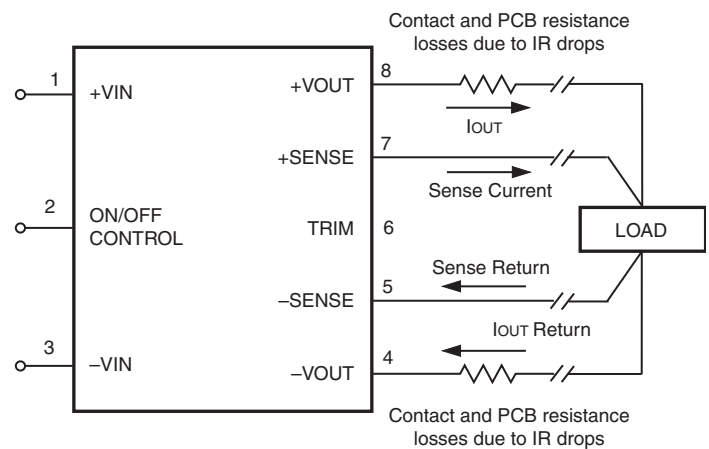 Contact and PCB resistance
losses due to IR drops
8
+VOUT
IOUT
1
+VIN
7
+SENSE
Sense Current
2
ON/OFF
CONTROL
TRIM
6
LOAD
Sense Return
5
–SENSE
IOUT Return
3
–VIN
4
–VOUT
Contact and PCB resistance
losses due to IR drops